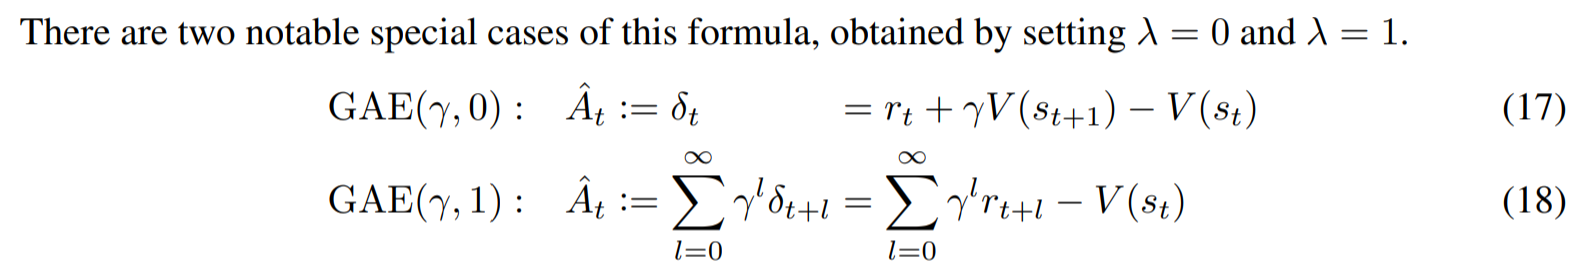 There are two notable special cases of this formula, obtained by setting λ = 0 and λ = 1.
GAE(γ, 0) : Â_t := δ_t = r_t + γV(s_{t+1}) − V(s_t) (17)
GAE(γ, 1) : Â_t := ∑_{l=0}^{∞} γ^l δ_{t+l} = ∑_{l=0}^{∞} γ^l r_{t+l} − V(s_t) (18)